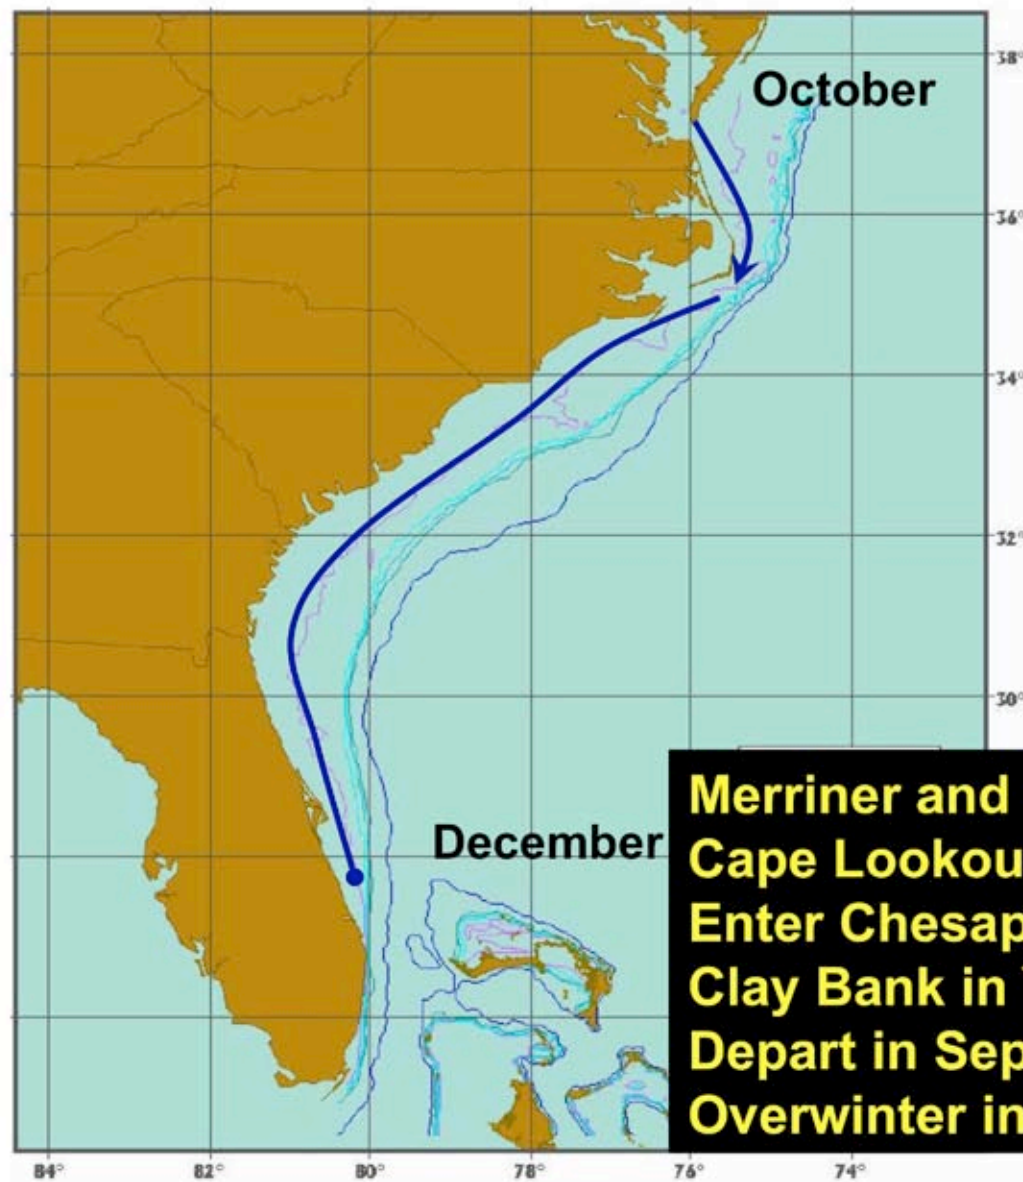 October
38°
36°
34°
32°
30°
December
Merriner and
Cape Lookou
Enter Chesap
Clay Bank in
Depart in Sep
Overwinter in
84°
82°
80°
78°
76°
74°